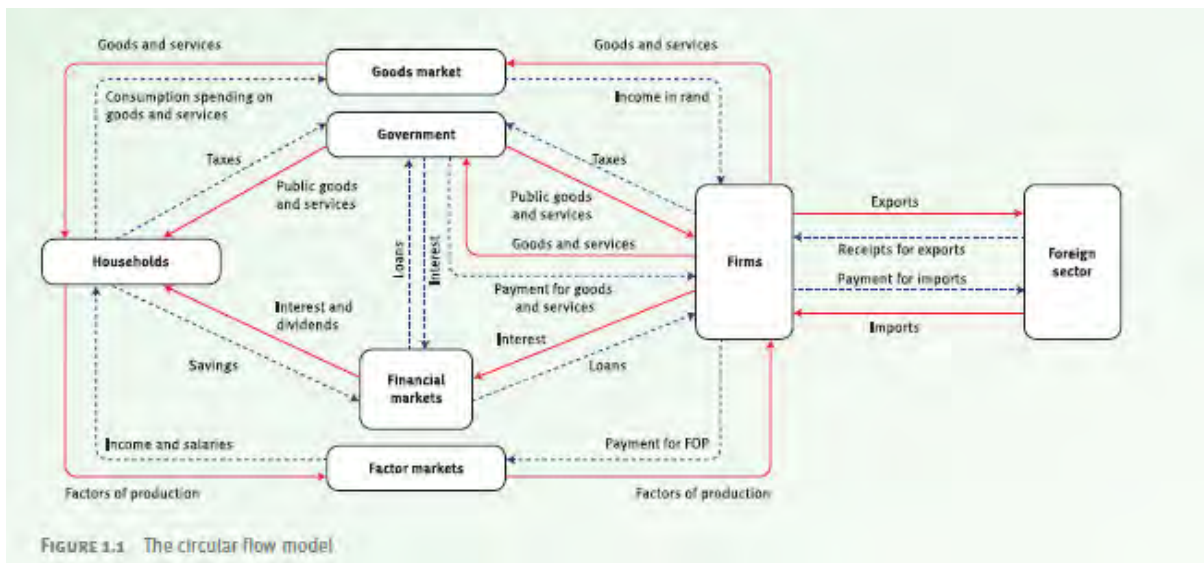 Goods and services
Goods and services
Goods market
Consumption spending on
goods and services
Income in rand
Government
Taxes
Taxes
Public goods
and services
Public goods
and services
Exports
Goods and services
Receipts for exports
Households
Loans
Interest
Firms
Foreign
sector
Payment for goods
and services
Payment for imports
Interest and
dividends
Interest
Imports
Savings
Financial
markets
Loans
Income and salaries
Payment for FOP
Factor markets
Factors of production
Factors of production
FIGURE 1.1 The circular flow model